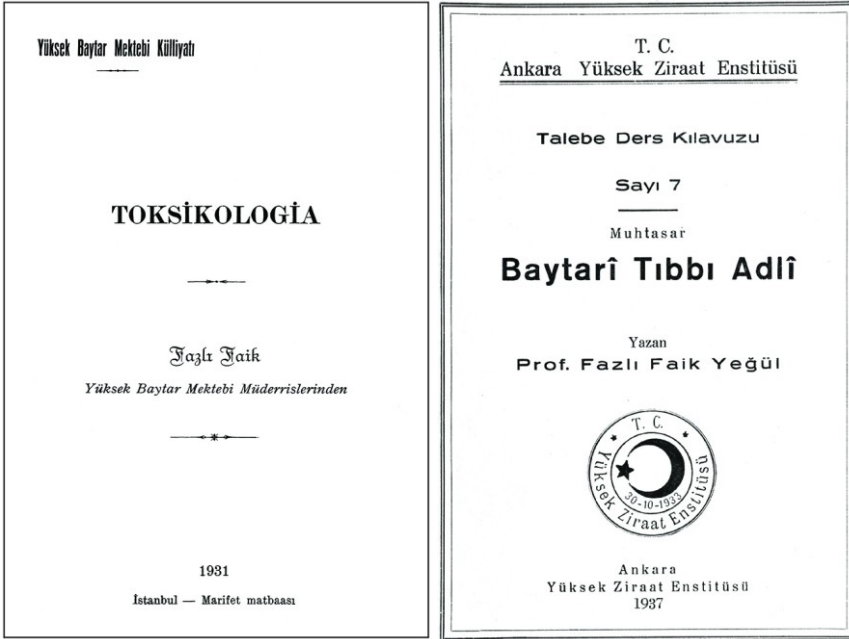 Yüksek Baytar Mektebi Külliyatı
TOKSİKOLOGİA
Fazlı Faik
Yüksek Baytar Mektebi Müderrislerinden
1931
İstanbul — Marifet matbaası
T. C.
Ankara Yüksek Ziraat Enstitüsü
Talebe Ders Kılavuzu
Sayı 7
Muhtasar
Baytarî Tıbbı Adlî
Yazan
Prof. Fazlı Faik Yeğül
T. C.
Yüksek Ziraat Enstitüsü
30-10-1933
Ankara
Yüksek Ziraat Enstitüsü
1937